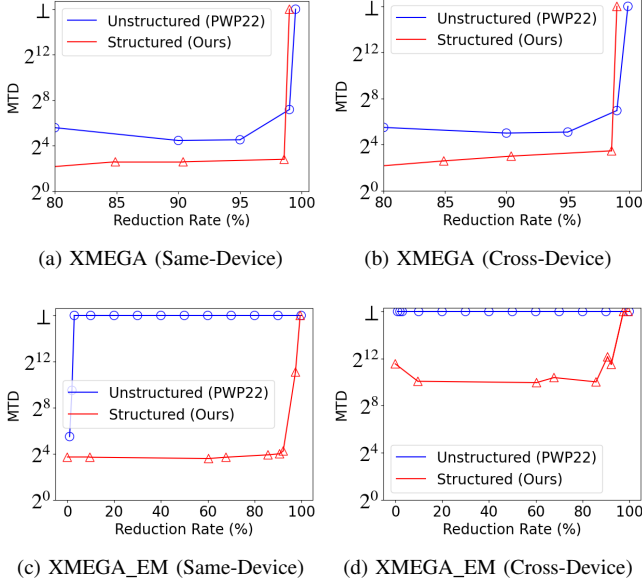 ⊥
2^12
2^8
2^4
2^0
MTD
Unstructured (PWP22)
Structured (Ours)
80 85 90 95 100
Reduction Rate (%)
(a) XMEGA (Same-Device)
⊥
2^12
2^8
2^4
2^0
MTD
Unstructured (PWP22)
Structured (Ours)
80 85 90 95 100
Reduction Rate (%)
(b) XMEGA (Cross-Device)
⊥
2^12
2^8
2^4
2^0
MTD
Unstructured (PWP22)
Structured (Ours)
0 20 40 60 80 100
Reduction Rate (%)
(c) XMEGA_EM (Same-Device)
⊥
2^12
2^8
2^4
2^0
MTD
Unstructured (PWP22)
Structured (Ours)
0 20 40 60 80 100
Reduction Rate (%)
(d) XMEGA_EM (Cross-Device)